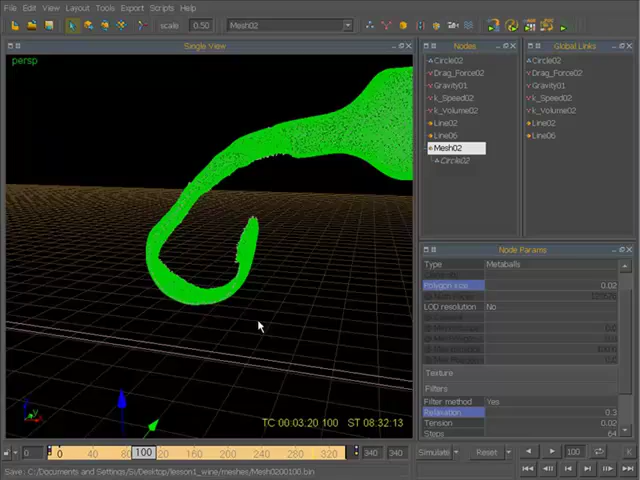 File Edit View Layout Tools Export Scripts Help
scale 0.50 Mesh02
Single View
Nodes
Global Links
persp
Circle02
Drag_Force02
Gravity01
k_Speed02
k_Volume02
Line02
Line06
Mesh02
Circle02
Circle02
Drag_Force02
Gravity01
k_Speed02
k_Volume02
Line02
Line06
Node Params
Type Metaballs
Polygon size 0.02
LOD resolution No
Texture
Filters
Filter method Yes
Relaxation 0.3
Tension 0.02
Steps 64
y
TC 00:03:20 100 ST 08:32:13
0 0 40 80 100 120 160 200 240 280 320 340 340 Simulate Reset 100 K
Save: C:/Documents and Settings/Si/Desktop/lesson1_wine/meshes/Mesh0200100.bin